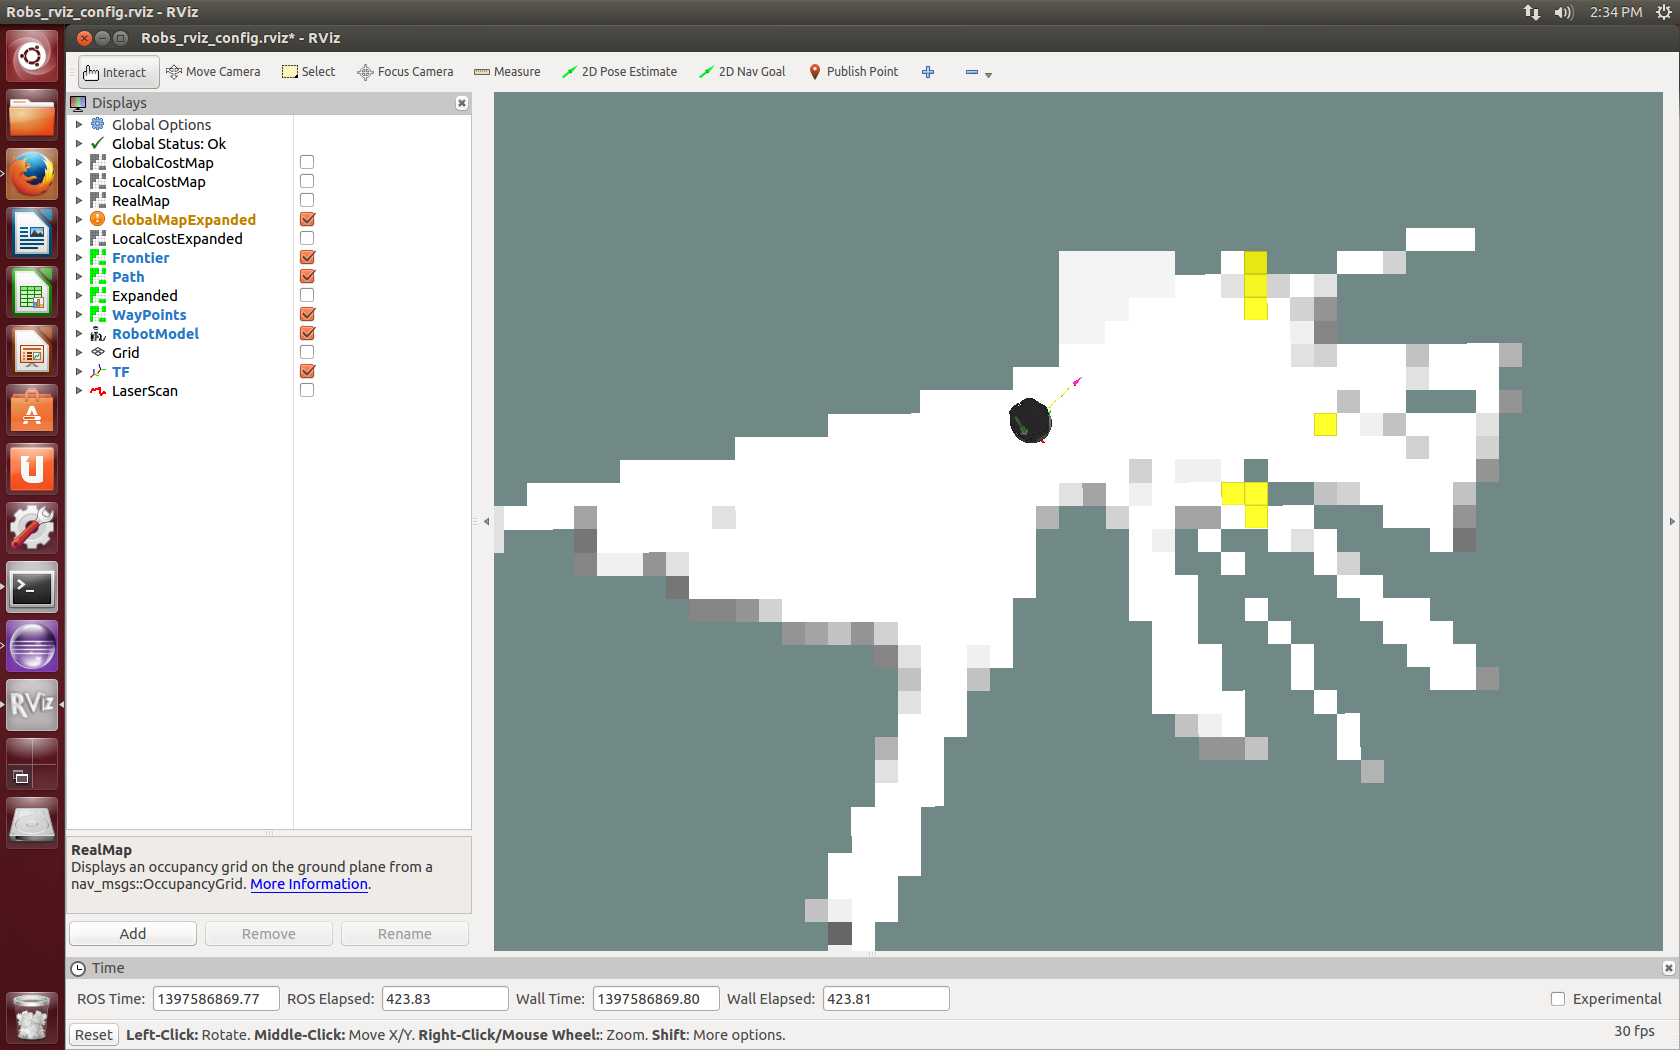 Robs_rviz_config.rviz - RViz
2:34 PM
Robs_rviz_config.rviz* - RViz
Interact
Move Camera
Select
Focus Camera
Measure
2D Pose Estimate
2D Nav Goal
Publish Point
Displays
Global Options
Global Status: Ok
GlobalCostMap
LocalCostMap
RealMap
GlobalMapExpanded
LocalCostExpanded
Frontier
Path
Expanded
WayPoints
RobotModel
Grid
TF
LaserScan
RViz
RealMap
Displays an occupancy grid on the ground plane from a
nav_msgs::OccupancyGrid. More Information.
Add
Remove
Rename
Time
ROS Time: 1397586869.77 ROS Elapsed: 423.83 Wall Time: 1397586869.80 Wall Elapsed: 423.81
Experimental
Reset
Left-Click: Rotate. Middle-Click: Move X/Y. Right-Click/Mouse Wheel:: Zoom. Shift: More options.
30 fps